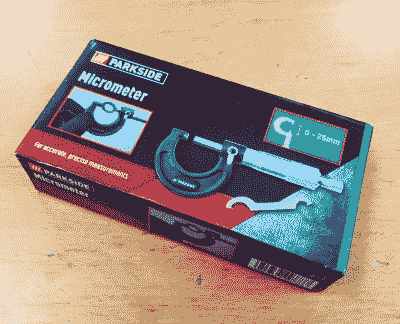 PARKSIDE
Micrometer
0 - 25mm
For accurate, precise measurements
PARKSIDE
MICROMETER